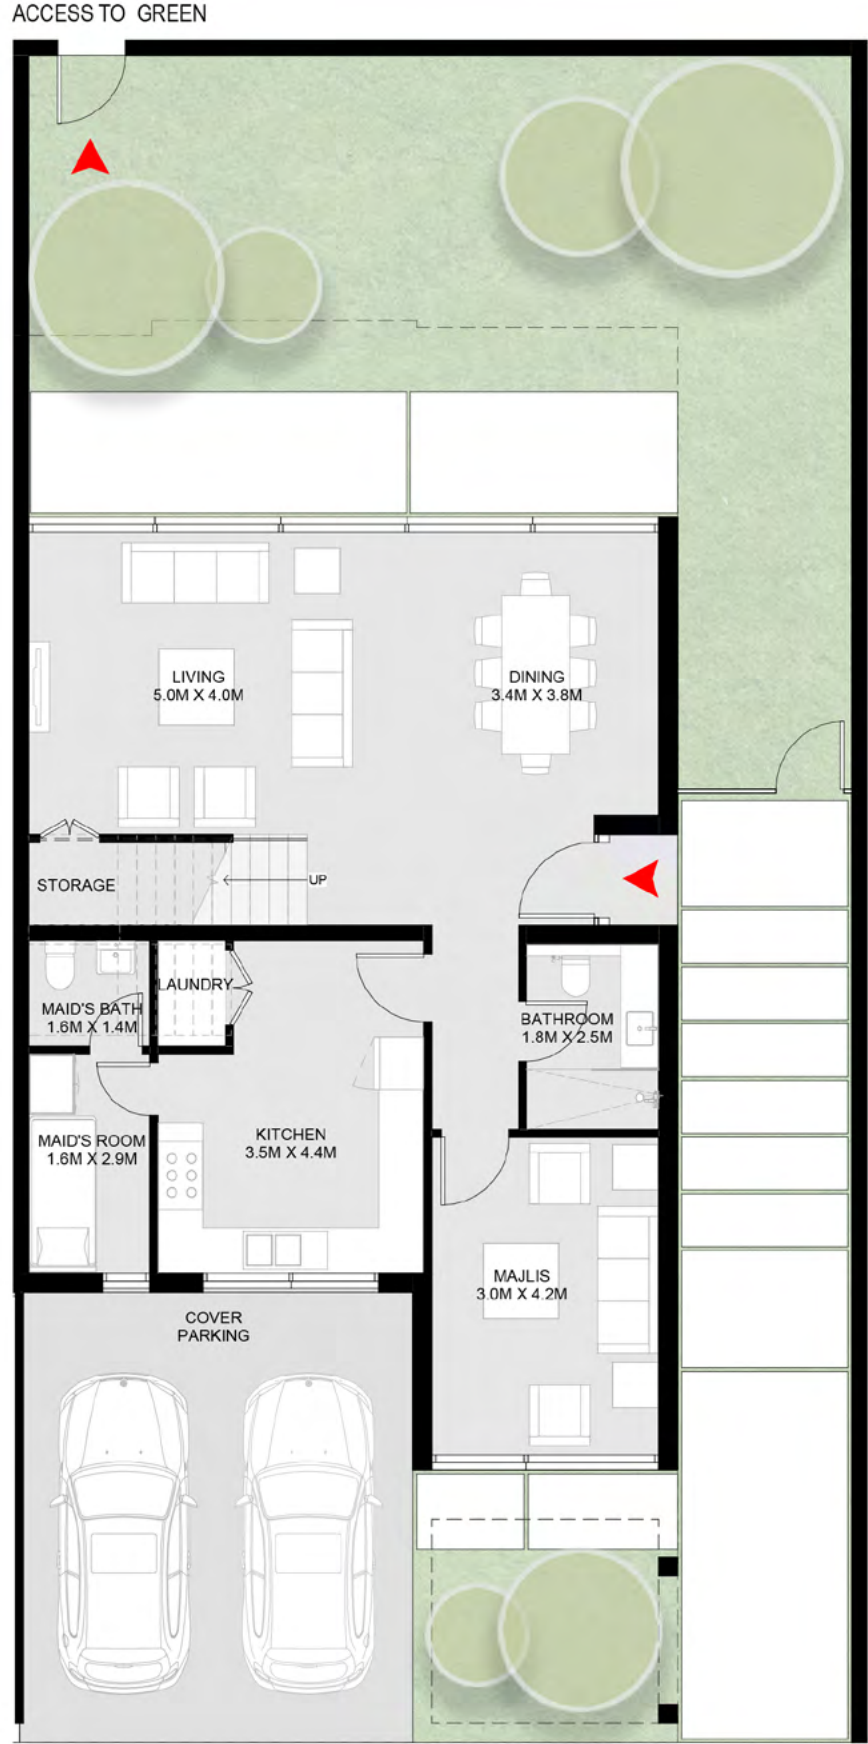 ACCESS TO GREEN
LIVING
5.0M X 4.0M
DINING
3.4M X 3.8M
STORAGE
UP
LAUNDRY
MAID'S BATH
1.6M X 1.4M
BATHROOM
1.8M X 2.5M
MAID'S ROOM
1.6M X 2.9M
KITCHEN
3.5M X 4.4M
MAJLIS
3.0M X 4.2M
COVER
PARKING